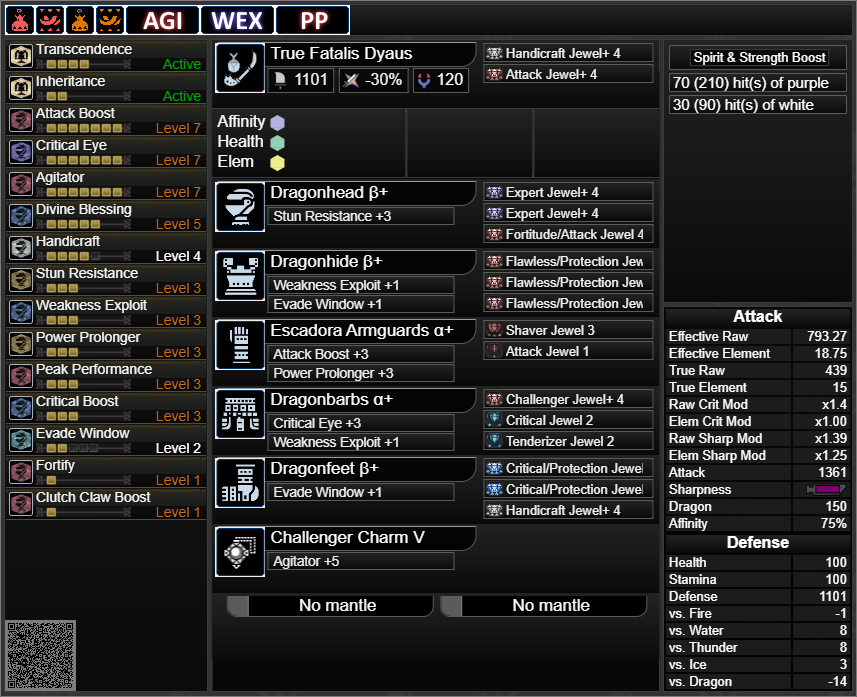 AGI WEX PP
Transcendence
Active
Inheritance
Active
Attack Boost
Level 7
Critical Eye
Level 7
Agitator
Level 7
Divine Blessing
Level 5
Handicraft
Level 4
Stun Resistance
Level 3
Weakness Exploit
Level 3
Power Prolonger
Level 3
Peak Performance
Level 3
Critical Boost
Level 3
Evade Window
Level 2
Fortify
Level 1
Clutch Claw Boost
Level 1
True Fatalis Dyaus
1101 -30% 120
Handicraft Jewel+ 4
Attack Jewel+ 4
Affinity
Health
Elem
Dragonhead β+
Stun Resistance +3
Expert Jewel+ 4
Expert Jewel+ 4
Fortitude/Attack Jewel 4
Dragonhide β+
Weakness Exploit +1
Evade Window +1
Flawless/Protection Jew
Flawless/Protection Jew
Flawless/Protection Jew
Escadora Armguards α+
Attack Boost +3
Power Prolonger +3
Shaver Jewel 3
Attack Jewel 1
Dragonbarbs α+
Critical Eye +3
Weakness Exploit +1
Challenger Jewel+ 4
Critical Jewel 2
Tenderizer Jewel 2
Dragonfeet β+
Evade Window +1
Critical/Protection Jewel
Critical/Protection Jewel
Handicraft Jewel+ 4
Challenger Charm V
Agitator +5
No mantle
No mantle
Spirit & Strength Boost
70 (210) hit(s) of purple
30 (90) hit(s) of white
Attack
Effective Raw 793.27
Effective Element 18.75
True Raw 439
True Element 15
Raw Crit Mod x1.4
Elem Crit Mod x1.00
Raw Sharp Mod x1.39
Elem Sharp Mod x1.25
Attack 1361
Sharpness
Dragon 150
Affinity 75%
Defense
Health 100
Stamina 100
Defense 1101
vs. Fire -1
vs. Water 8
vs. Thunder 8
vs. Ice 3
vs. Dragon -14